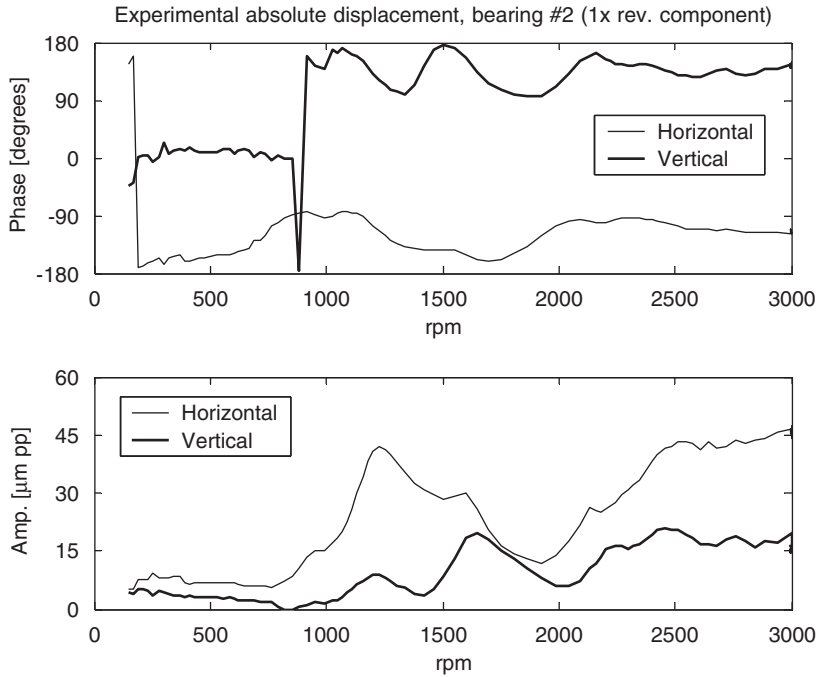 Experimental absolute displacement, bearing #2 (1x rev. component)
180
90
0
-90
-180
Phase [degrees]
Horizontal
Vertical
0
500
1000
1500
2000
2500
3000
rpm
60
45
30
15
0
Amp. [μm pp]
Horizontal
Vertical
0
500
1000
1500
2000
2500
3000
rpm